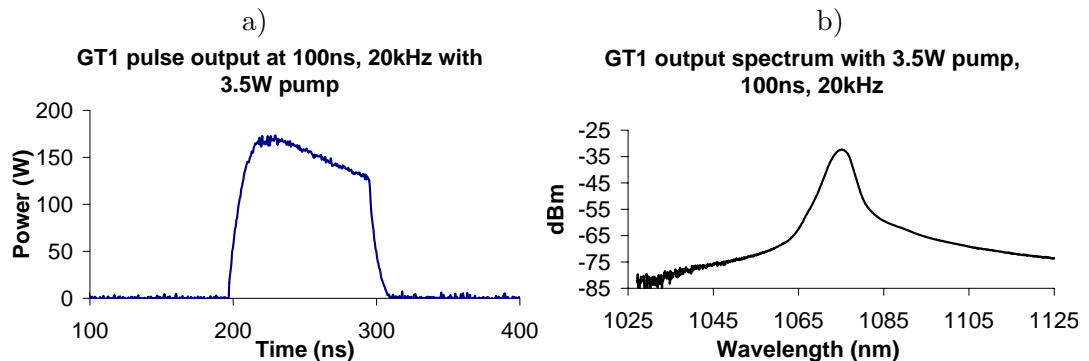 a)
GT1 pulse output at 100ns, 20kHz with
3.5W pump
200
150
100
50
0
Power (W)
100
200
300
400
Time (ns)
b)
GT1 output spectrum with 3.5W pump,
100ns, 20kHz
-25
-35
-45
-55
-65
-75
-85
dBm
1025
1045
1065
1085
1105
1125
Wavelength (nm)